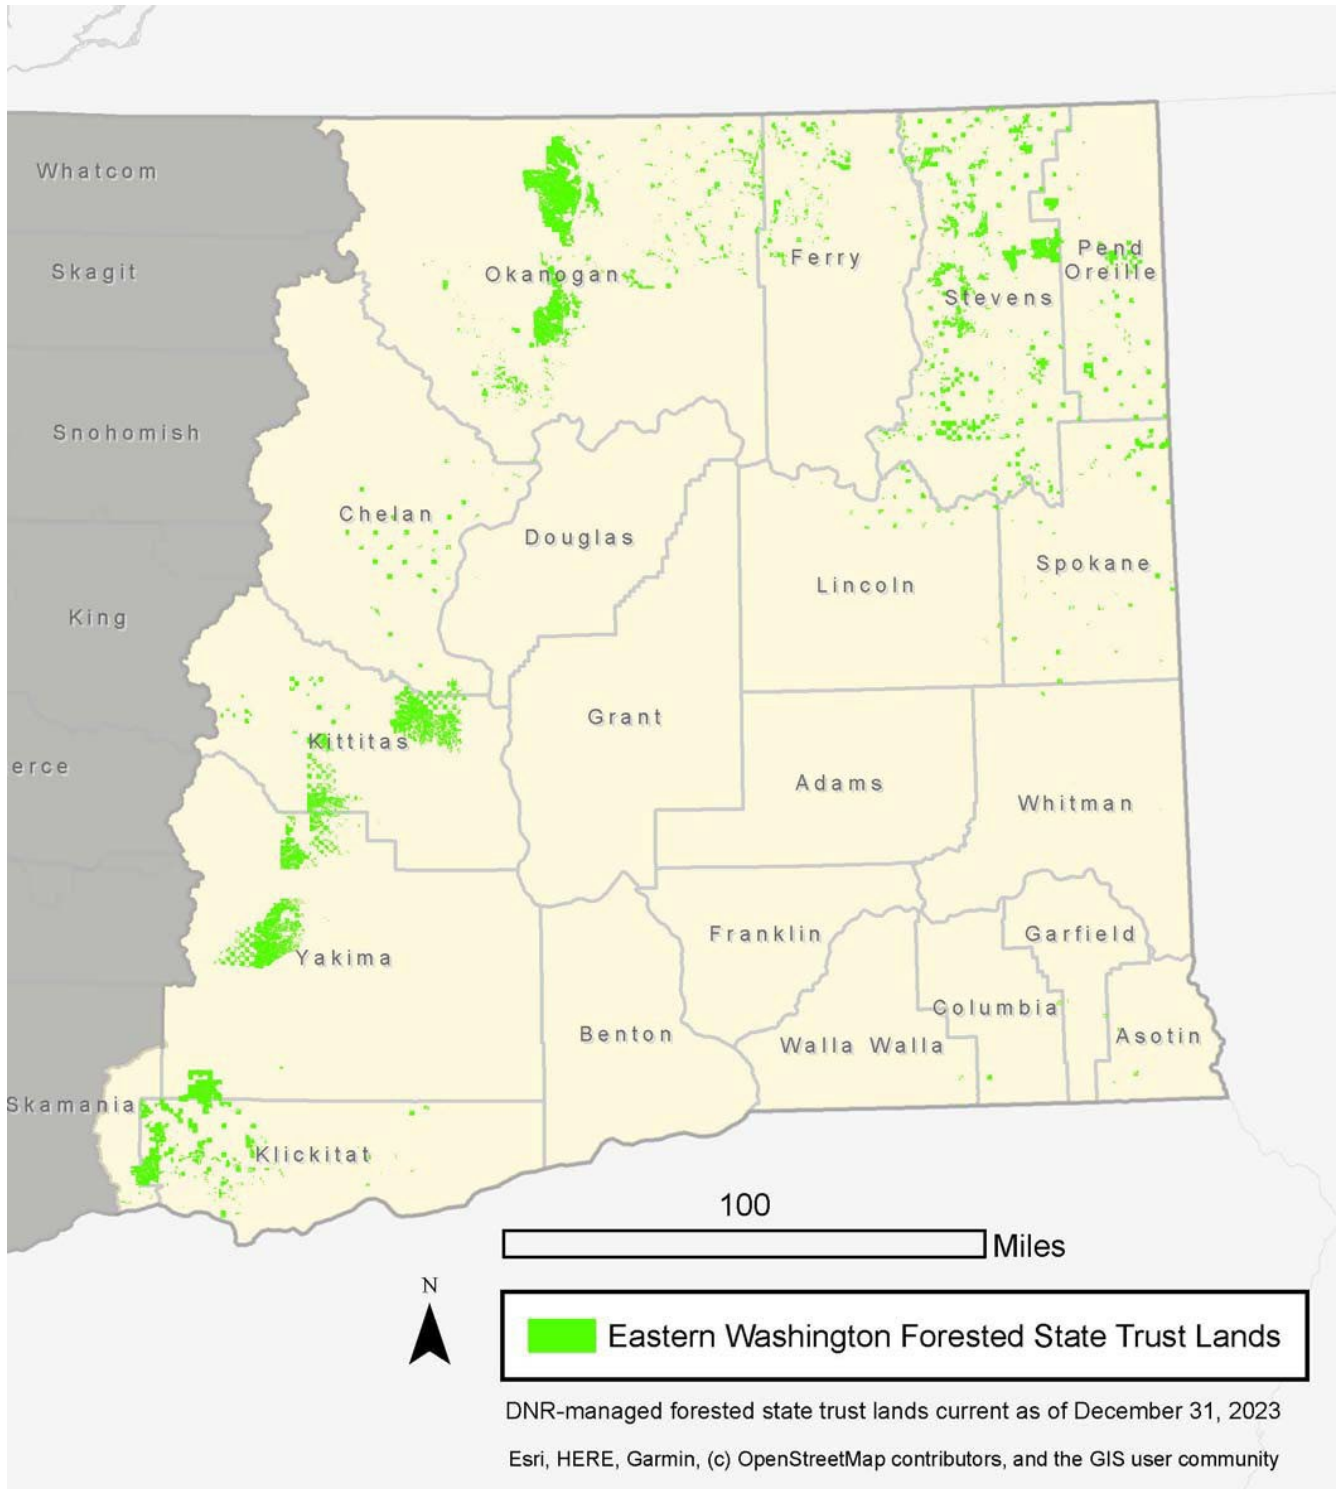 Whatcom
Skagit
Okanogan
Ferry
Pend
Oreille
Stevens
Snohomish
Chelan
Douglas
Lincoln
Spokane
King
Grant
Kittitas
erce
Adams
Whitman
Yakima
Franklin
Garfield
Benton
Columbia
Walla Walla
Asotin
Skamania
Klickitat
100
Miles
N
Eastern Washington Forested State Trust Lands
DNR-managed forested state trust lands current as of December 31, 2023
Esri, HERE, Garmin, (c) OpenStreetMap contributors, and the GIS user community